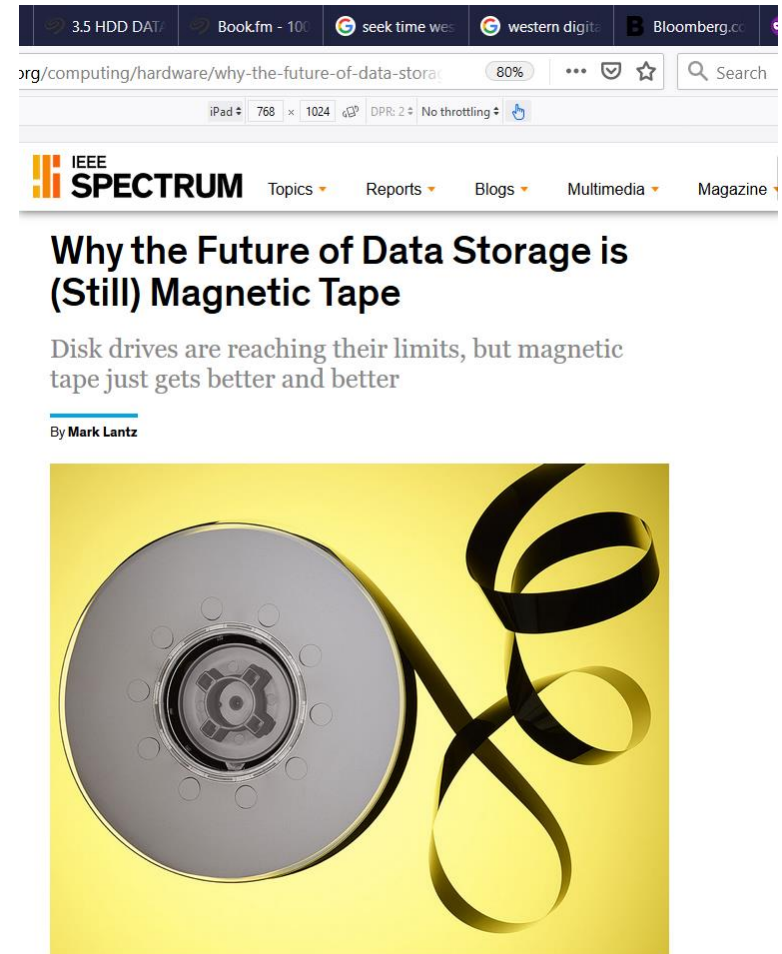 3.5 HDD DATA
Book.fm - 100
seek time wes
western digita
B Bloomberg.co
org/computing/hardware/why-the-future-of-data-storag
80%
Search
iPad 768 × 1024 DPR: 2 No throttling
IEEE
SPECTRUM Topics Reports Blogs Multimedia Magazine
Why the Future of Data Storage is
(Still) Magnetic Tape
Disk drives are reaching their limits, but magnetic
tape just gets better and better
By Mark Lantz